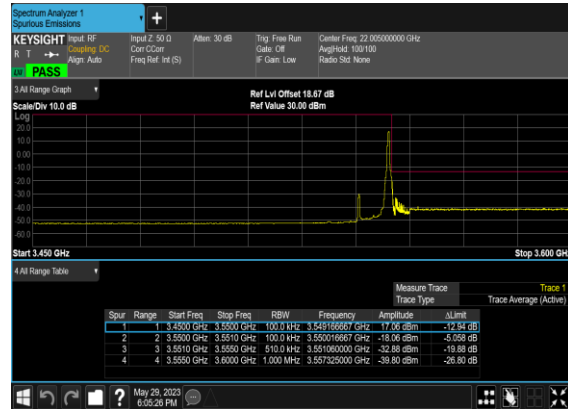 Spectrum Analyzer 1
Spurious Emissions
KEYSIGHT Input: RF Input Z: 50 Ω Atten: 30 dB Trig: Free Run Center Freq: 22.005000000 GHz
R T Coupling: DC Corr CCorr Gate: Off Avg|Hold: 100/100
Align: Auto Freq Ref: Int (S) IF Gain: Low Radio Std: None
LW PASS
3 All Range Graph
Ref Lvl Offset 18.67 dB
Scale/Div 10.0 dB Ref Value 30.00 dBm
Log
20.0
10.0
0.00
-10.0
-20.0
-30.0
-40.0
-50.0
-60.0
Start 3.450 GHz Stop 3.600 GHz
4 All Range Table
Measure Trace Trace 1
Trace Type Trace Average (Active)
Spur Range Start Freq Stop Freq RBW Frequency Amplitude ΔLimit
1 1 3.4500 GHz 3.5500 GHz 100.0 kHz 3.549166667 GHz 17.06 dBm -12.94 dB
2 2 3.5500 GHz 3.5510 GHz 100.0 kHz 3.550016667 GHz -18.06 dBm -5.058 dB
3 3 3.5510 GHz 3.5550 GHz 510.0 kHz 3.551060000 GHz -32.88 dBm -19.88 dB
4 4 3.5550 GHz 3.6000 GHz 1.000 MHz 3.557325000 GHz -39.80 dBm -26.80 dB
? May 29, 2023
6:05:26 PM